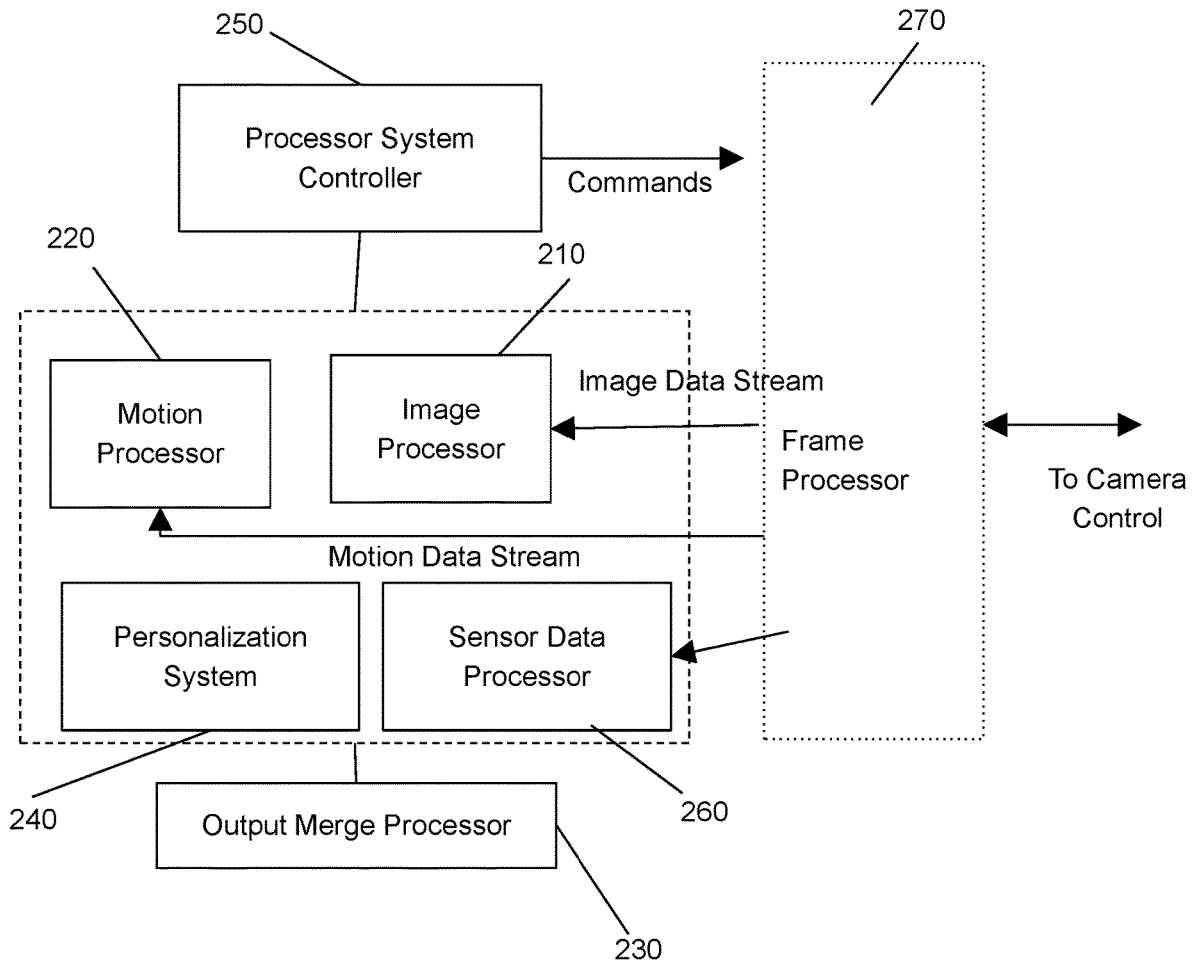 250
270
Processor System
Controller
Commands
220
210
Image Data Stream
Motion
Processor
Image
Processor
Frame
Processor
To Camera
Control
Motion Data Stream
Personalization
System
Sensor Data
Processor
240
260
Output Merge Processor
230